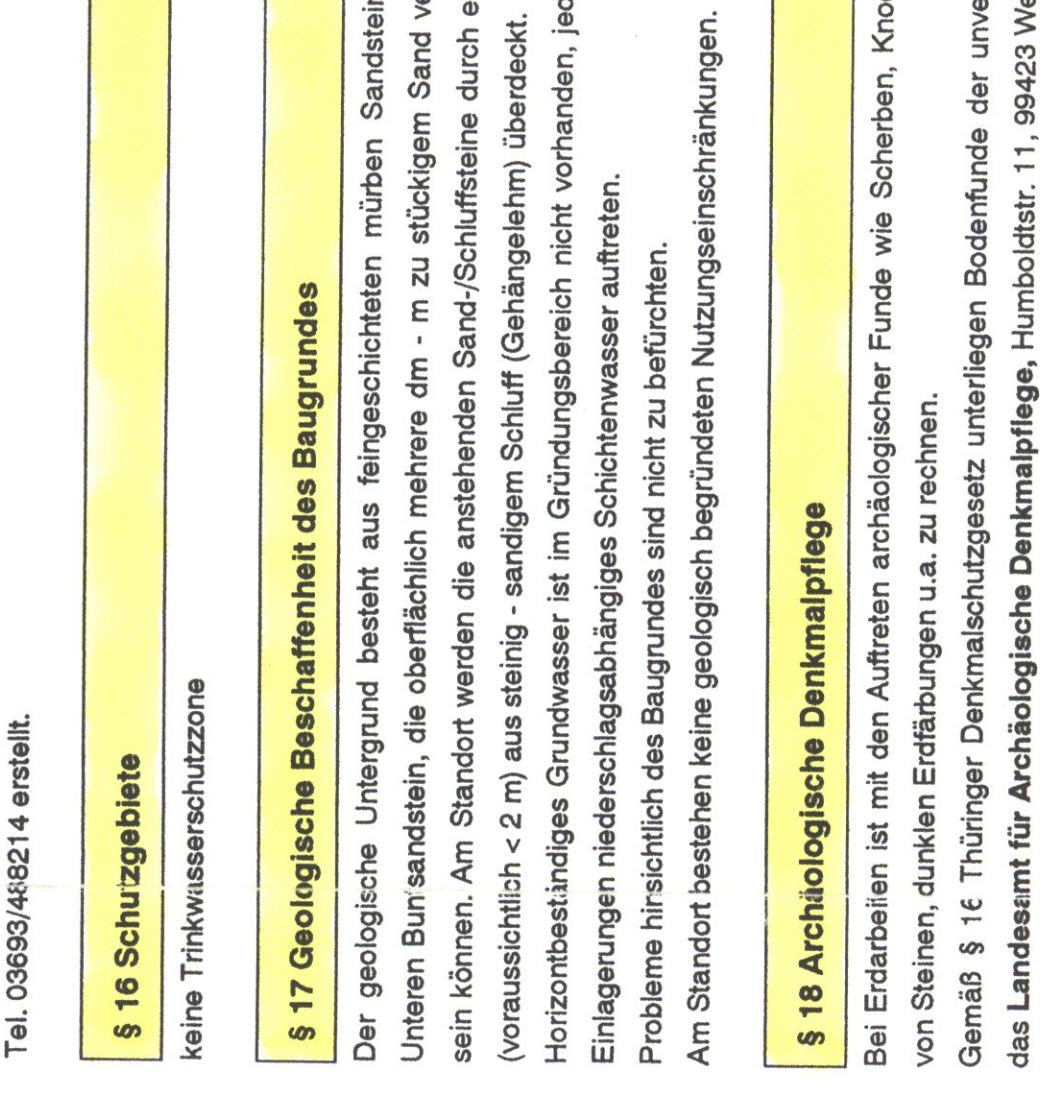 Tel. 03693/488214 erstellt.
§ 16 Schutzgebiete
keine Trinkwasserschutzzone
§ 17 Geologische Beschaffenheit des Baugrundes
Der geologische Untergrund besteht aus feingeschichteten mürben Sandstein
Unteren Buntsandstein, die oberflächlich mehrere dm - m zu stückigem Sand ve
sein können. Am Standort werden die anstehenden Sand-/Schluffsteine durch e
(voraussichtlich < 2 m) aus steinig - sandigem Schluff (Gehängelehm) überdeckt.
Horizontbeständiges Grundwasser ist im Gründungsbereich nicht vorhanden, jed
Einlagerungen niederschlagsabhängiges Schichtenwasser auftreten.
Probleme hinsichtlich des Baugrundes sind nicht zu befürchten.
Am Standort bestehen keine geologisch begründeten Nutzungseinschränkungen.
§ 18 Archäologische Denkmalpflege
Bei Erdarbeiten ist mit den Auftreten archäologischer Funde wie Scherben, Knoc
von Steinen, dunklen Erdfärbungen u.a. zu rechnen.
Gemäß § 16 Thüringer Denkmalschutzgesetz unterliegen Bodenfunde der unve
das Landesamt für Archäologische Denkmalpflege, Humboldtstr. 11, 99423 We